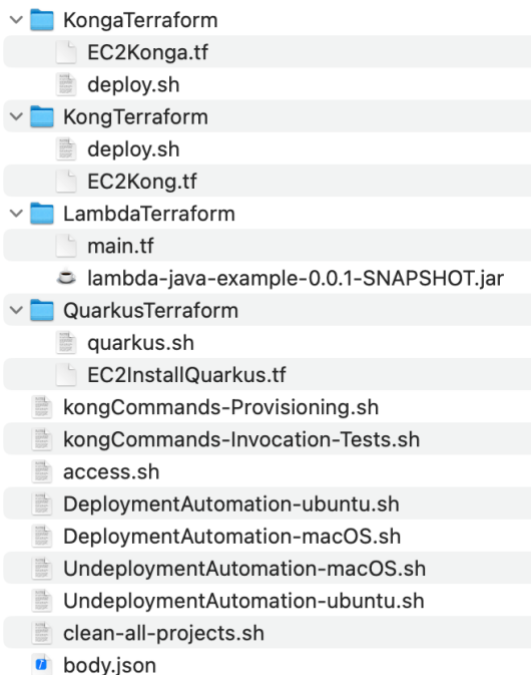 KongaTerraform
EC2Konga.tf
deploy.sh
KongTerraform
deploy.sh
EC2Kong.tf
LambdaTerraform
main.tf
lambda-java-example-0.0.1-SNAPSHOT.jar
QuarkusTerraform
quarkus.sh
EC2InstallQuarkus.tf
kongCommands-Provisioning.sh
kongCommands-Invocation-Tests.sh
access.sh
DeploymentAutomation-ubuntu.sh
DeploymentAutomation-macOS.sh
UndeploymentAutomation-macOS.sh
UndeploymentAutomation-ubuntu.sh
clean-all-projects.sh
body.json